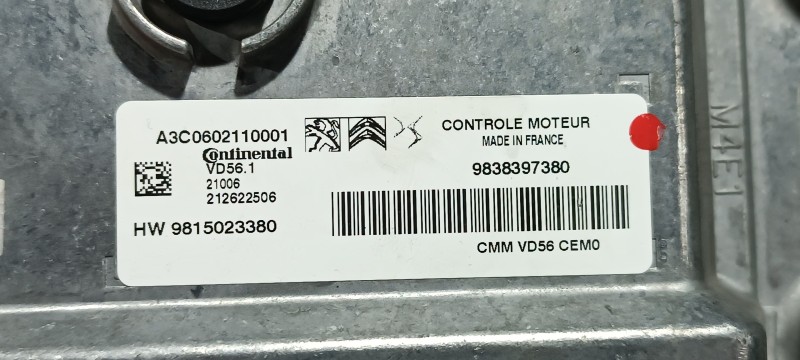 A3C0602110001
Continental
VD56.1
21006
212622506
HW 9815023380
CONTROLE MOTEUR
MADE IN FRANCE
9838397380
CMM VD56 CEM0
M4E1